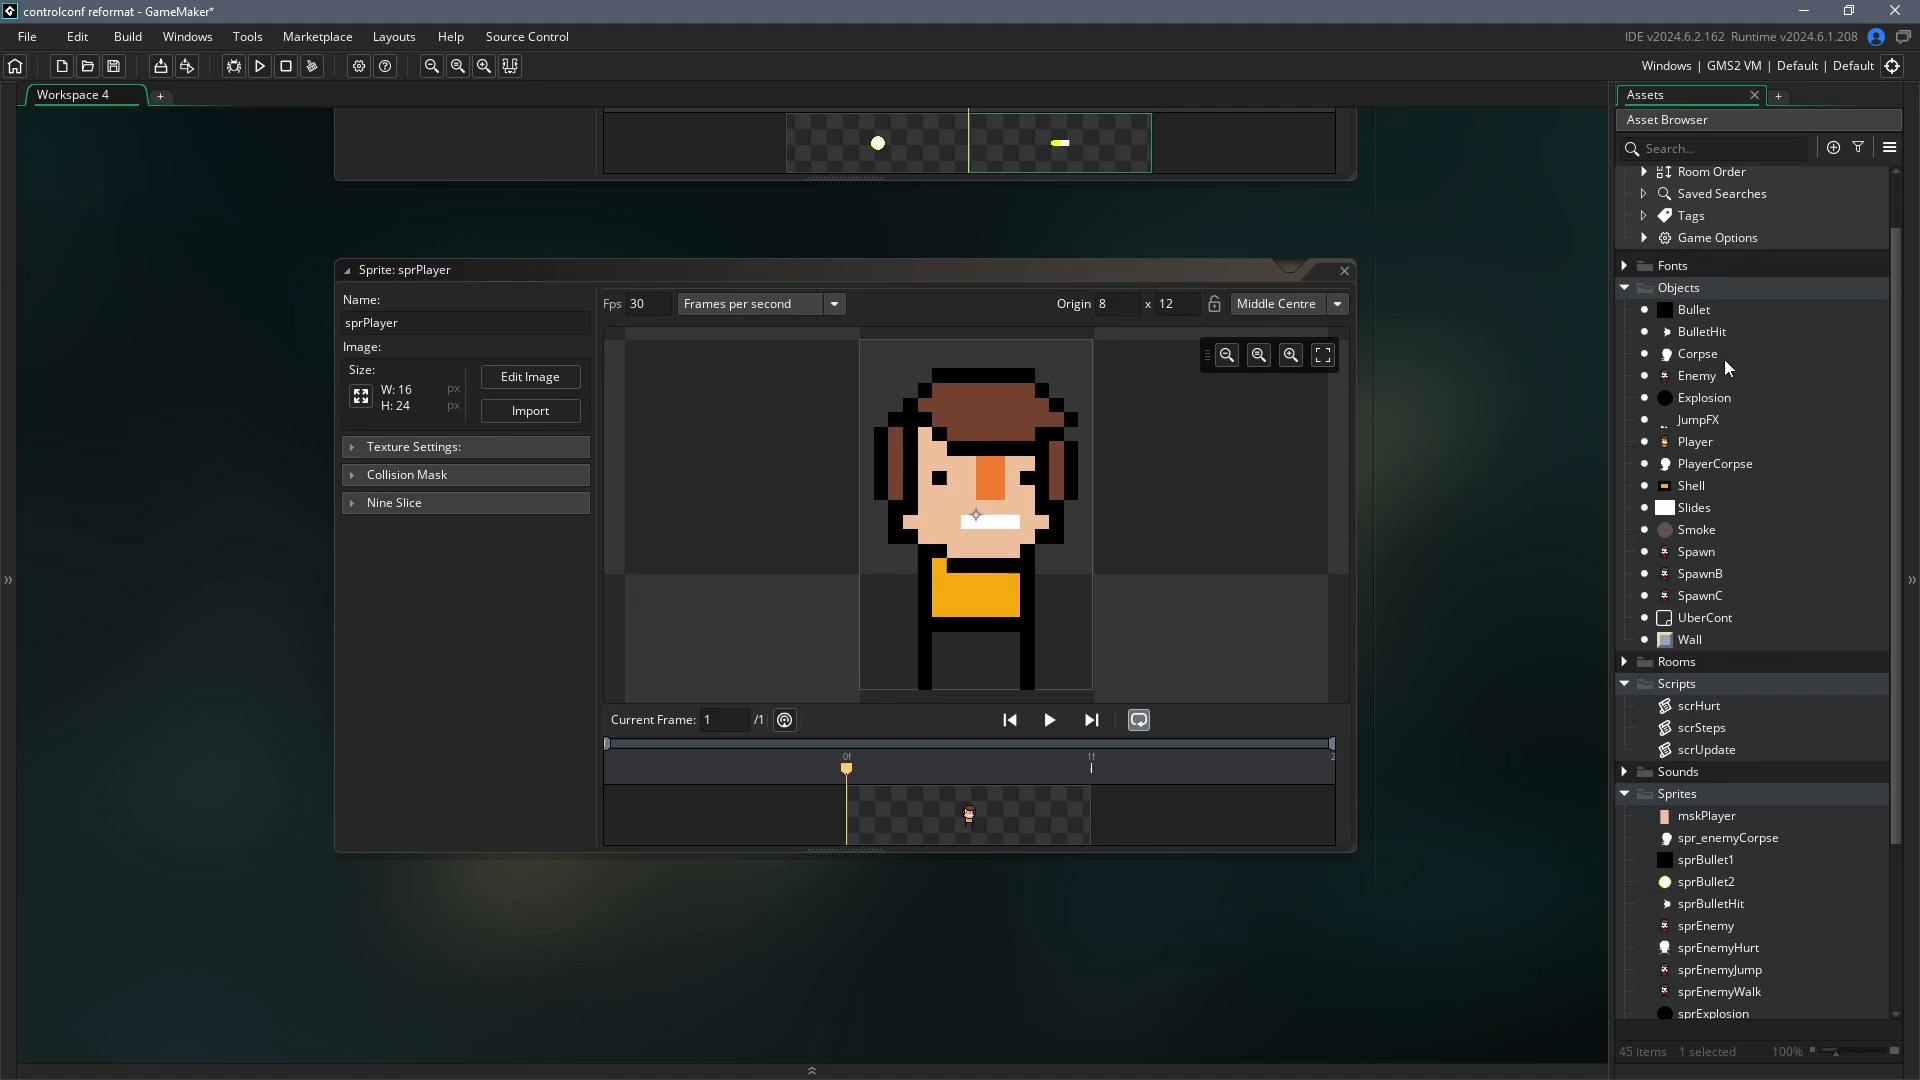 controlconf reformat - GameMaker*
File Edit Build Windows Tools Marketplace Layouts Help Source Control
IDE v2024.6.2.162 Runtime v2024.6.1.208
Windows | GMS2 VM | Default | Default
Workspace 4
+
Sprite: sprPlayer
Name:
sprPlayer
Image:
Size:
W: 16 px
H: 24 px
Edit Image
Import
Texture Settings:
Collision Mask
Nine Slice
Fps 30 Frames per second
Origin 8 x 12 Middle Centre
Current Frame: 1 /1
0f 1f 2
Assets
+
Asset Browser
Search...
Room Order
Saved Searches
Tags
Game Options
Fonts
Objects
Bullet
BulletHit
Corpse
Enemy
Explosion
JumpFX
Player
PlayerCorpse
Shell
Slides
Smoke
Spawn
SpawnB
SpawnC
UberCont
Wall
Rooms
Scripts
scrHurt
scrSteps
scrUpdate
Sounds
Sprites
mskPlayer
spr_enemyCorpse
sprBullet1
sprBullet2
sprBulletHit
sprEnemy
sprEnemyHurt
sprEnemyJump
sprEnemyWalk
sprExplosion
45 items 1 selected 100%